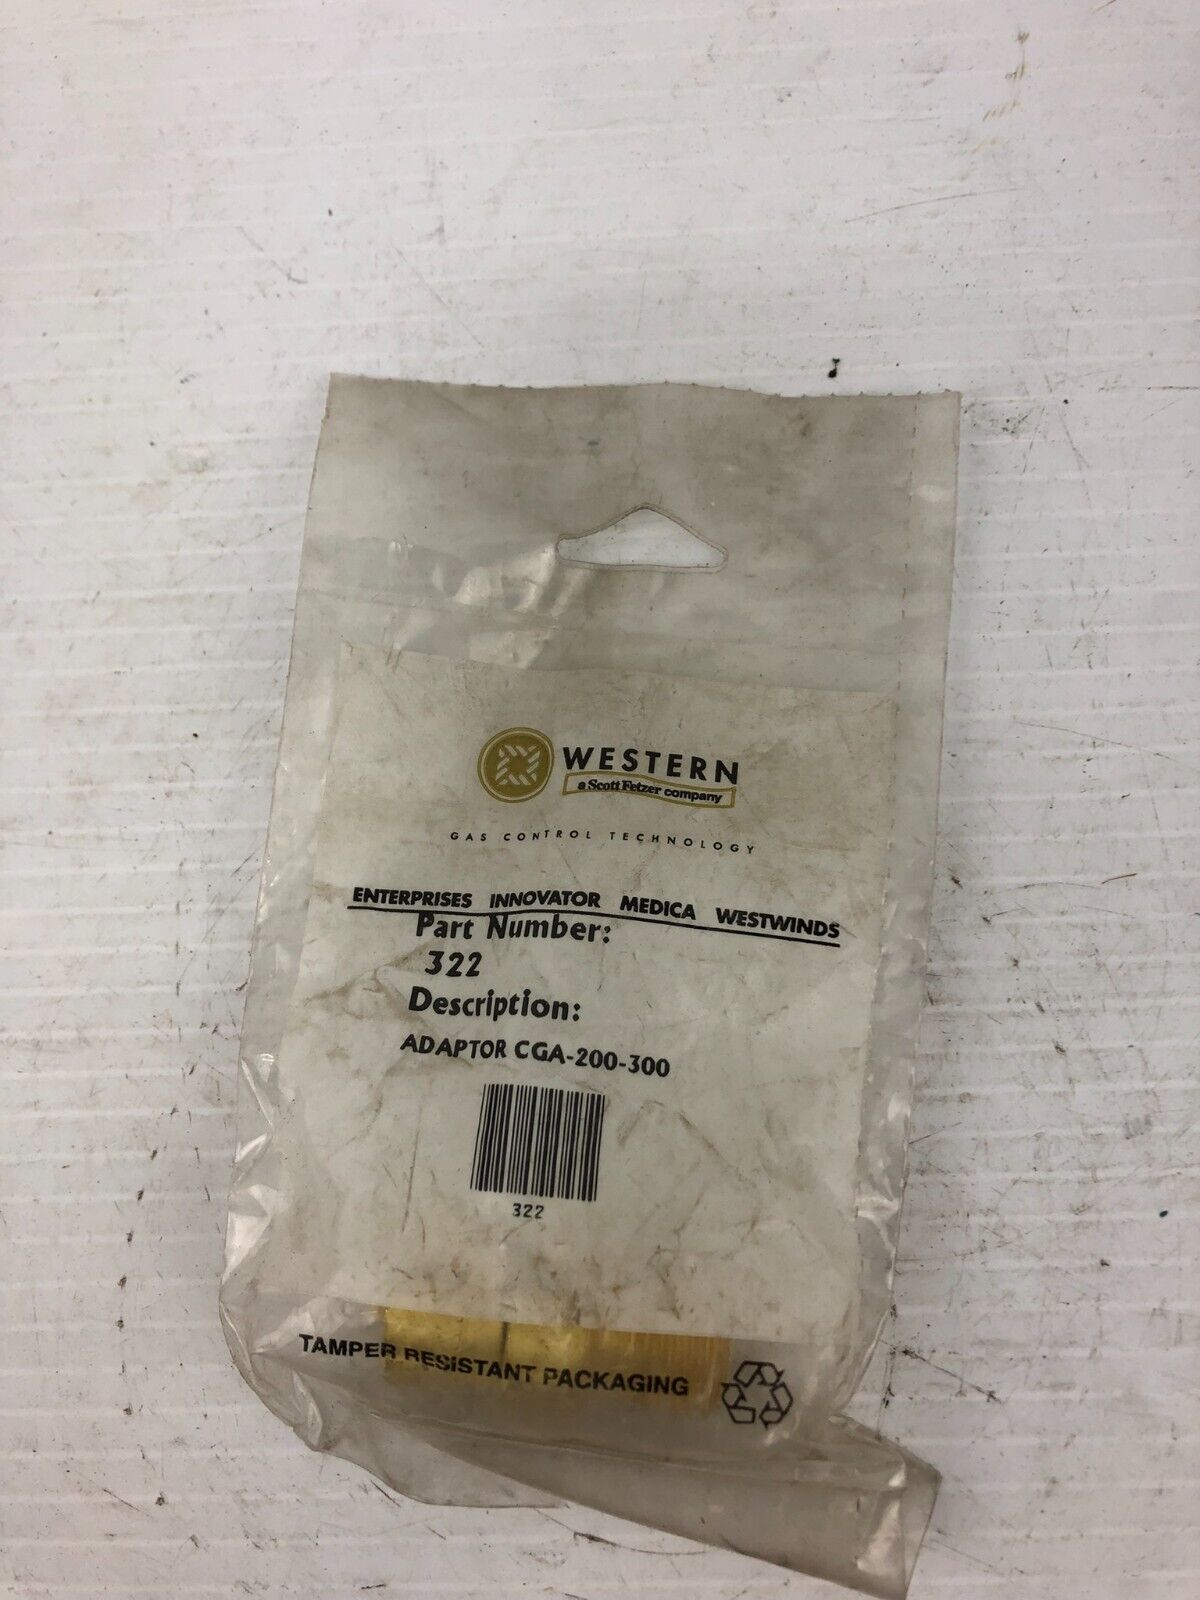 WESTERN
a Scott Fetzer company
GAS CONTROL TECHNOLOGY
ENTERPRISES INNOVATOR MEDICA WESTWINDS
Part Number:
322
Description:
ADAPTOR CGA-200-300
322
TAMPER RESISTANT PACKAGING